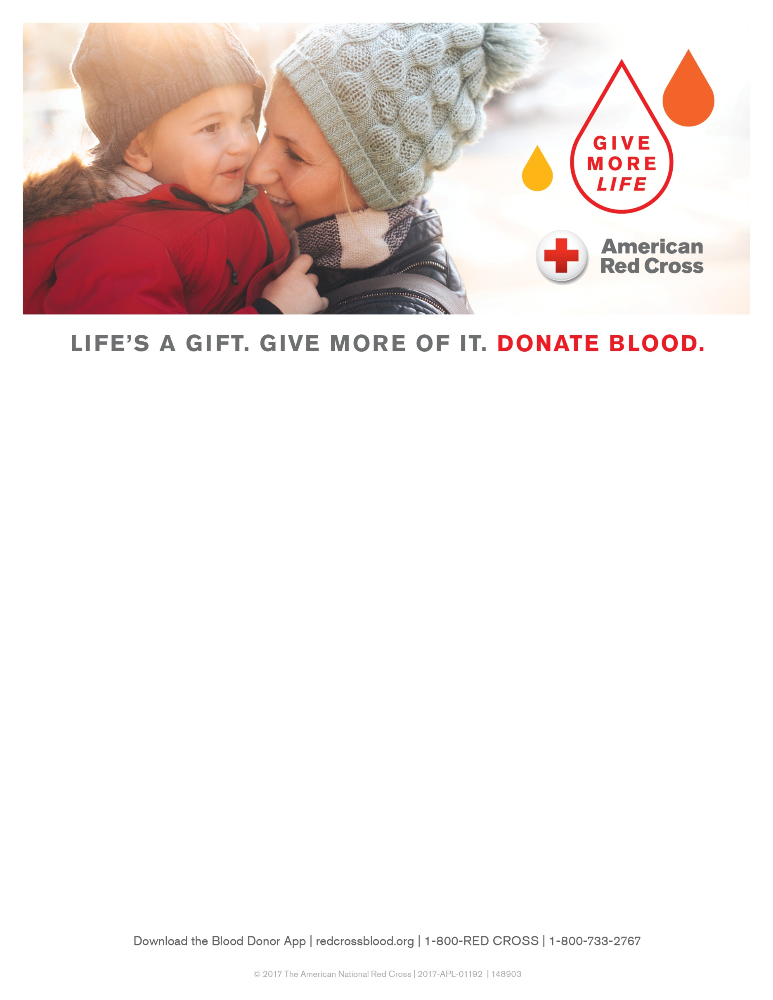 GIVE
MORE
LIFE
American
Red Cross
LIFE’S A GIFT. GIVE MORE OF IT. DONATE BLOOD.
Download the Blood Donor App | redcrossblood.org | 1-800-RED CROSS | 1-800-733-2767
© 2017 The American National Red Cross | 2017-APL-01192 | 148903